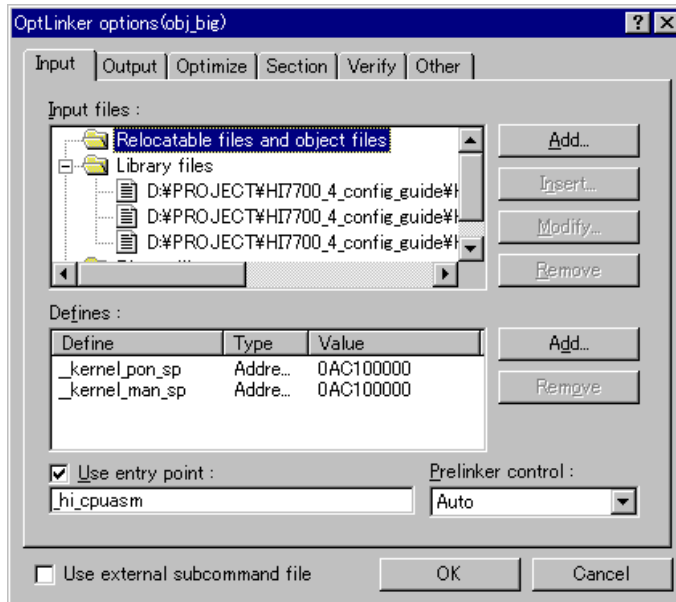 OptLinker options(obj_big)
Input Output Optimize Section Verify Other
Input files :
Relocatable files and object files
Add...
Library files
D:¥PROJECT¥HI7700_4_config_guide¥
Insert...
D:¥PROJECT¥HI7700_4_config_guide¥
Modify...
D:¥PROJECT¥HI7700_4_config_guide¥
Remove
Defines :
Define Type Value
Add...
__kernel_pon_sp Addre... 0AC100000
__kernel_man_sp Addre... 0AC100000
Remove
Use entry point :
Prelinker control :
_hi_cpuasm
Auto
Use external subcommand file
OK
Cancel